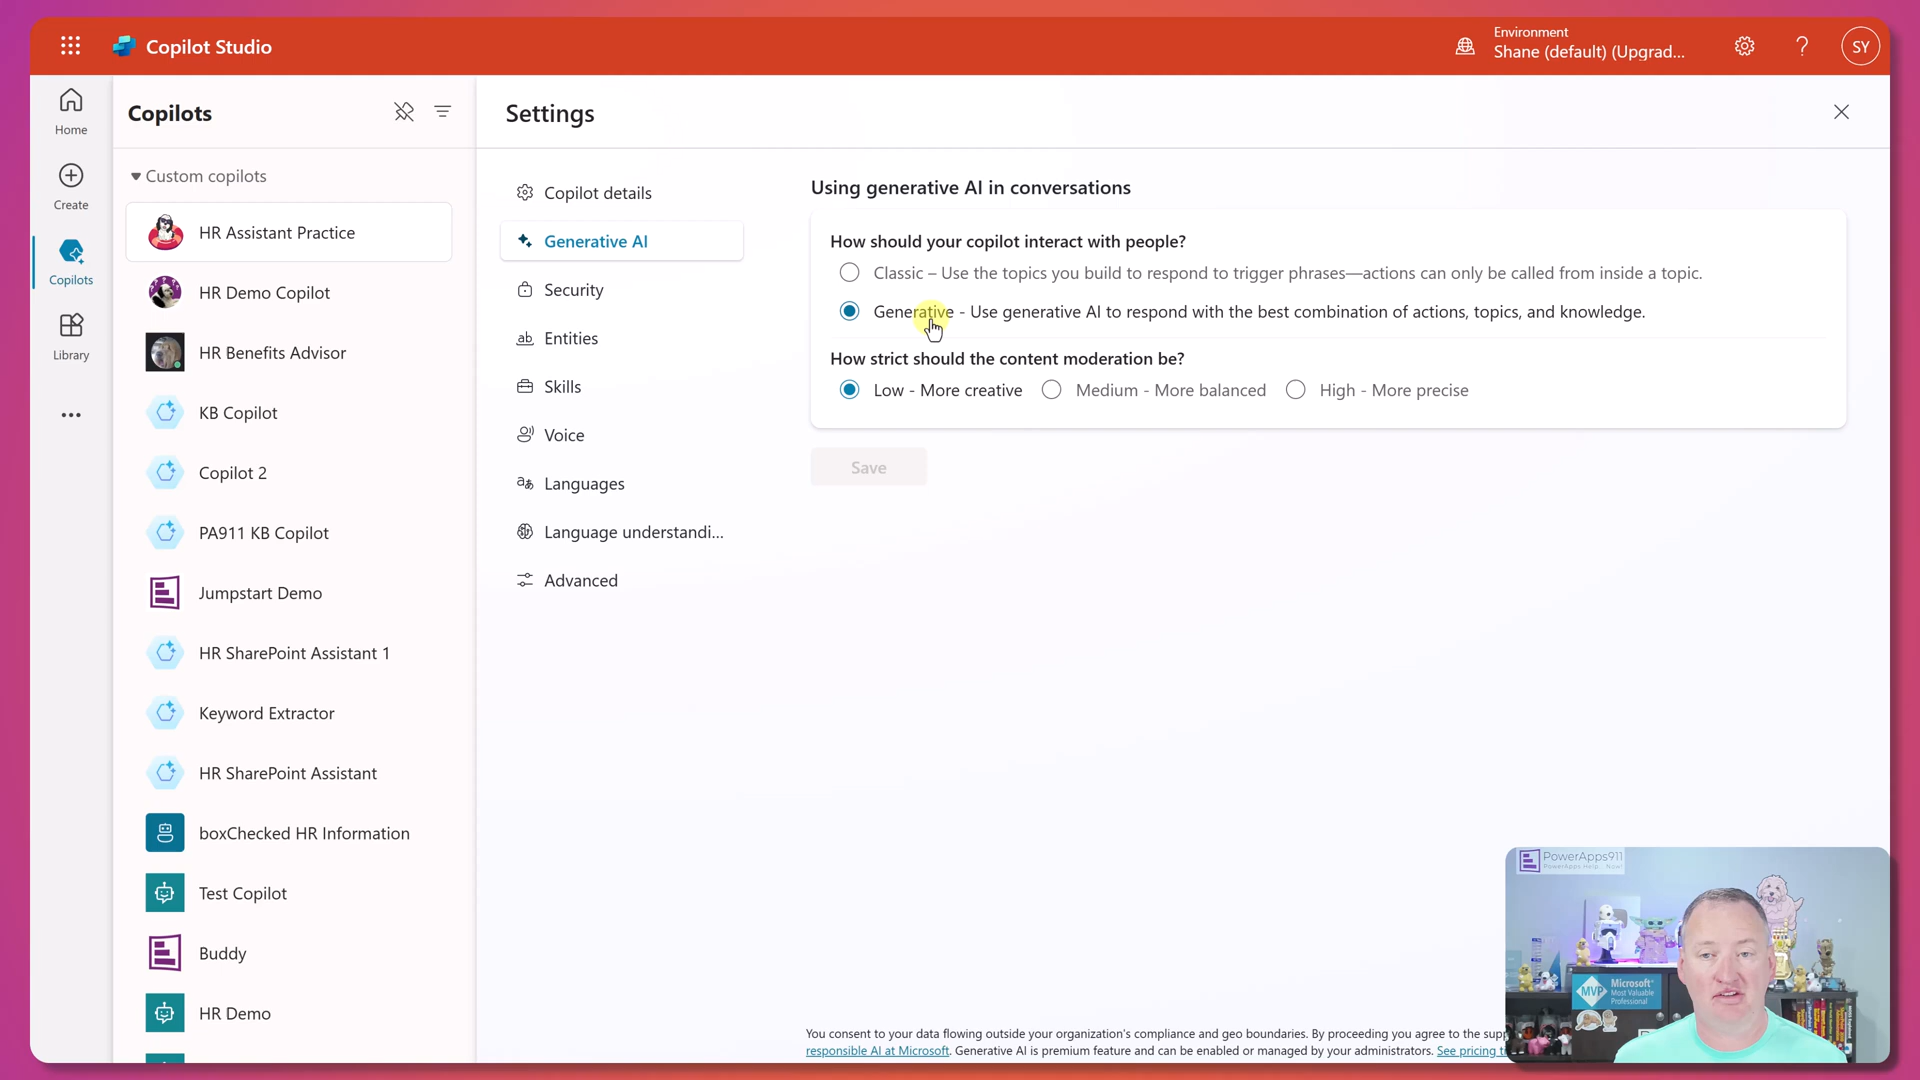 Copilot Studio
Environment
Shane (default) (Upgrad...
SY
Home
Create
Copilots
Library
Copilots
Custom copilots
HR Assistant Practice
HR Demo Copilot
HR Benefits Advisor
KB Copilot
Copilot 2
PA911 KB Copilot
Jumpstart Demo
HR SharePoint Assistant 1
Keyword Extractor
HR SharePoint Assistant
boxChecked HR Information
Test Copilot
Buddy
HR Demo
Settings
Copilot details
Generative AI
Security
Entities
Skills
Voice
Languages
Language understandi...
Advanced
Using generative AI in conversations
How should your copilot interact with people?
Classic – Use the topics you build to respond to trigger phrases—actions can only be called from inside a topic.
Generative - Use generative AI to respond with the best combination of actions, topics, and knowledge.
How strict should the content moderation be?
Low - More creative
Medium - More balanced
High - More precise
Save
You consent to your data flowing outside your organization's compliance and geo boundaries. By proceeding you agree to the
responsible AI at Microsoft. Generative AI is premium feature and can be enabled or managed by your administrators. See pricing
PowerApps911
PowerApps Help... Now!
MVP
Microsoft®
Most Valuable
Professional